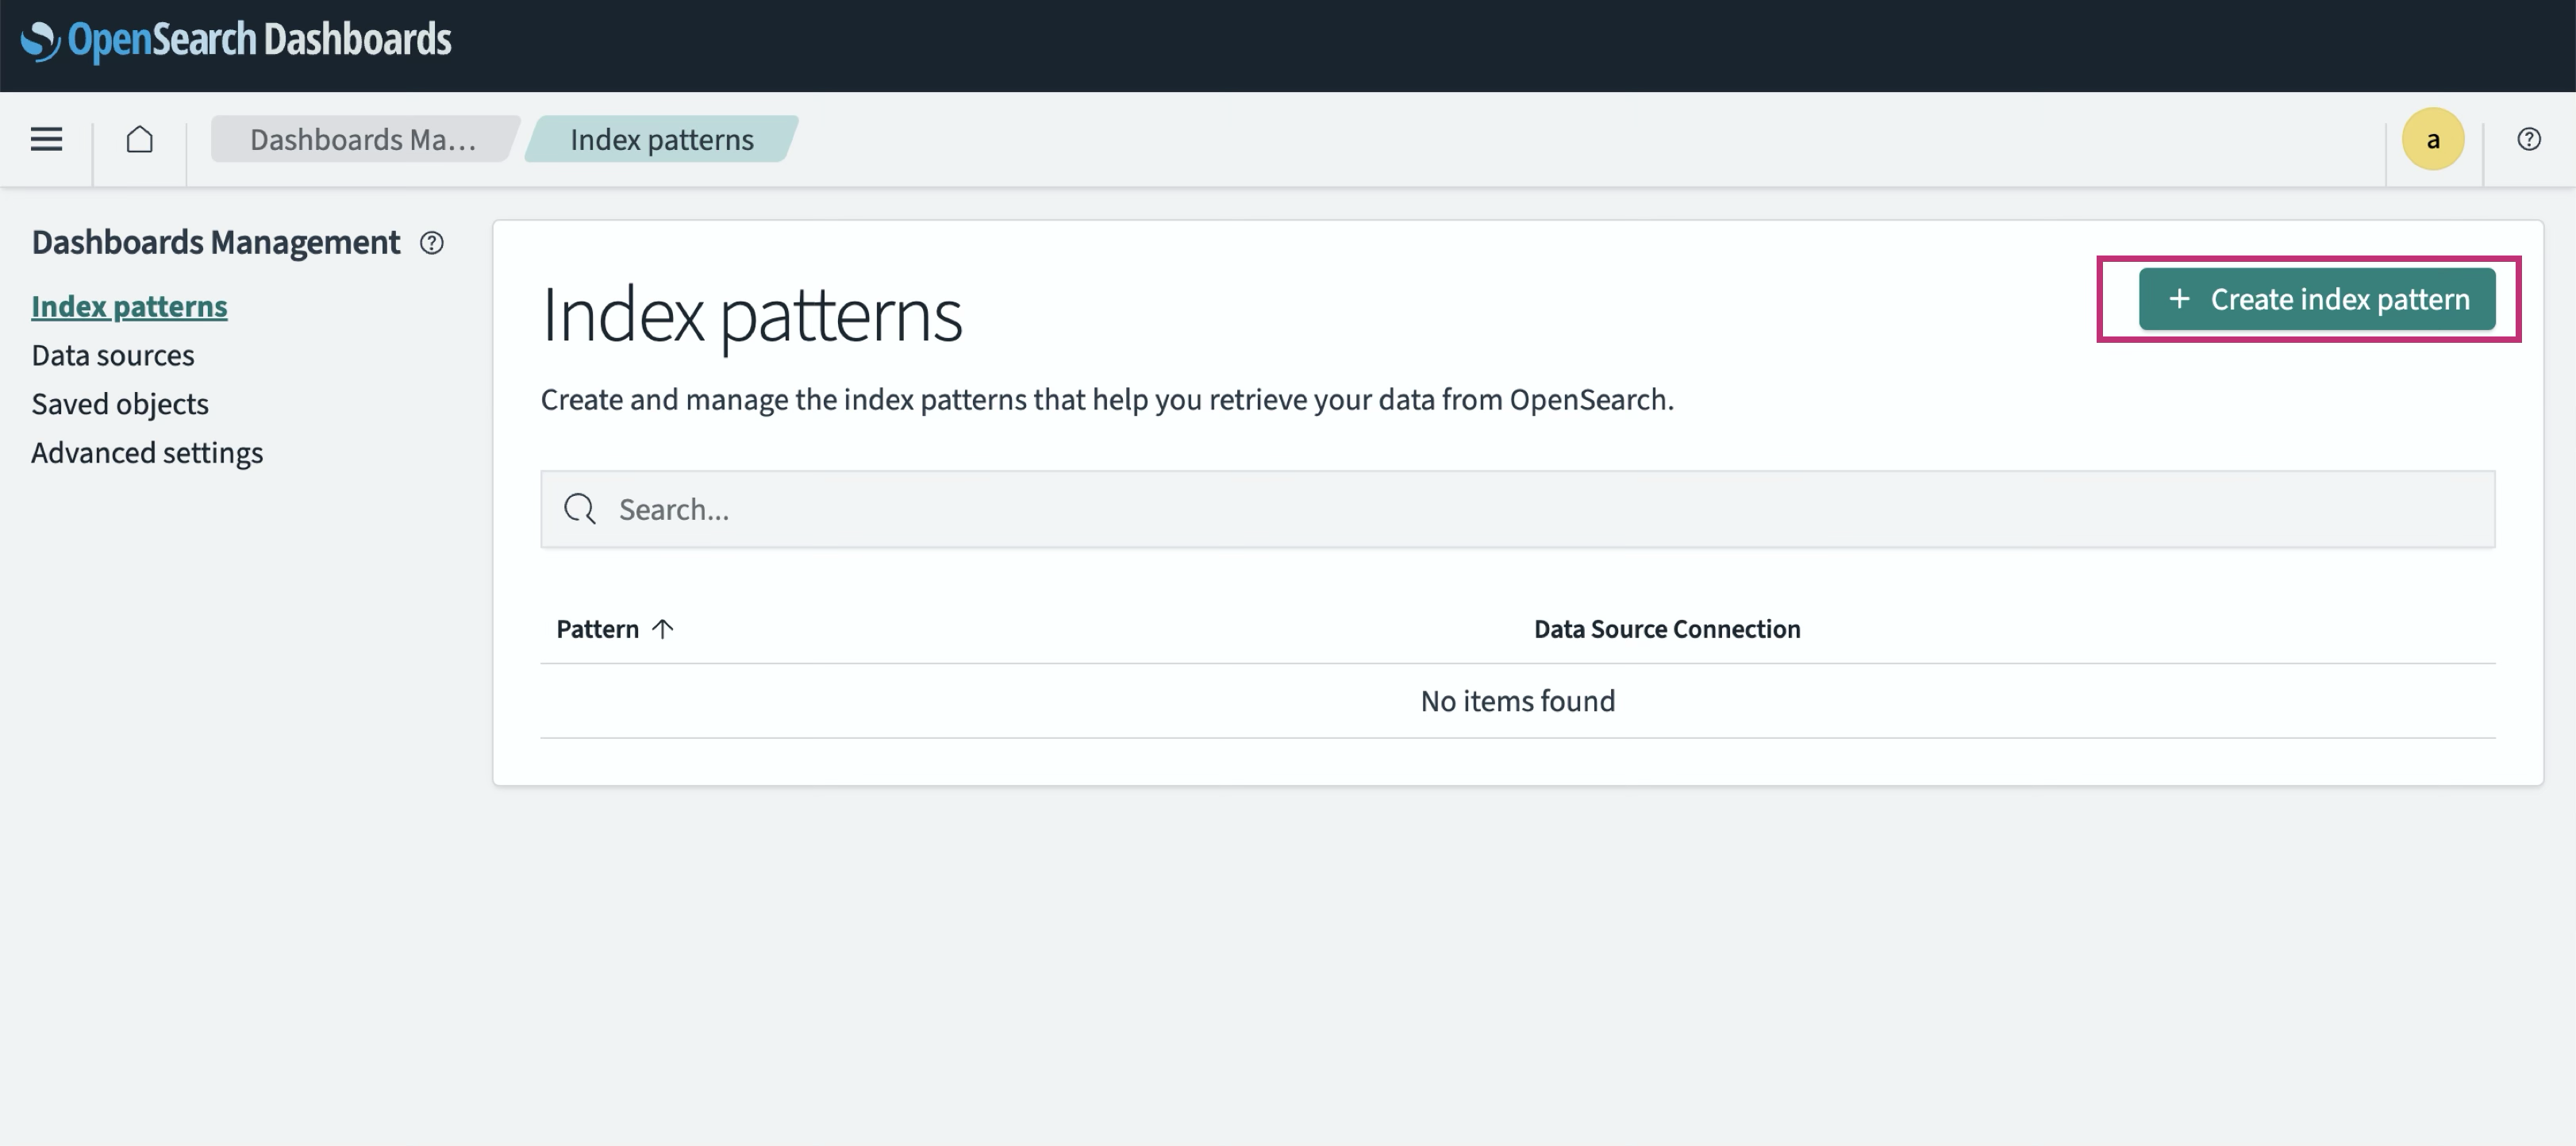 OpenSearch Dashboards
Dashboards Ma...
Index patterns
a
Dashboards Management
Index patterns
Data sources
Saved objects
Advanced settings
Index patterns
+ Create index pattern
Create and manage the index patterns that help you retrieve your data from OpenSearch.
Search...
Pattern ↑ Data Source Connection
No items found